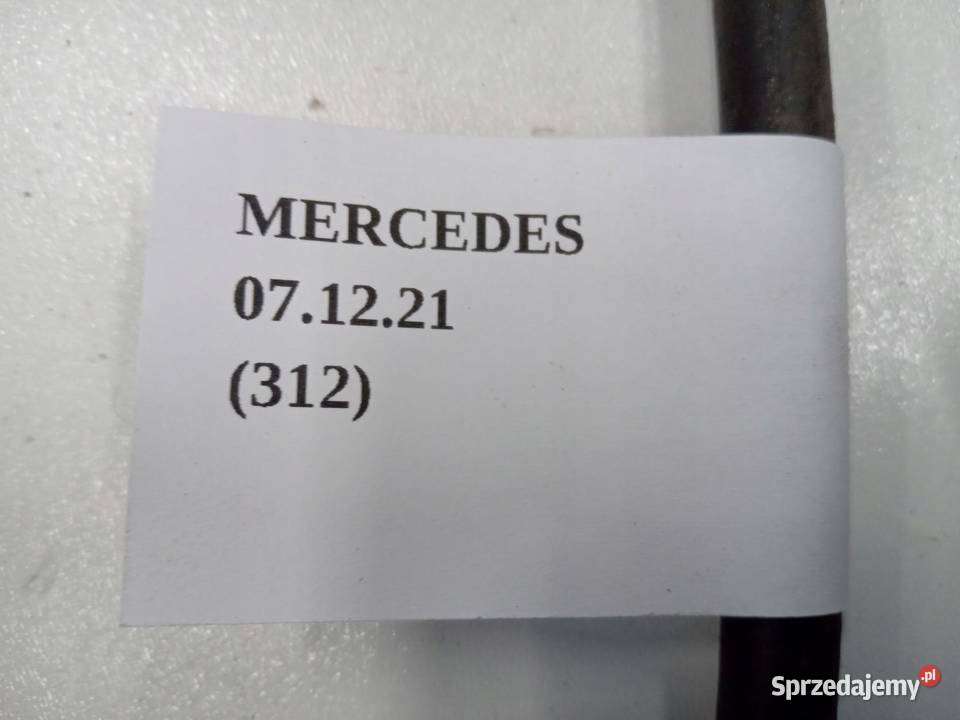 MERCEDES
07.12.21
(312)
Sprzedajemy.pl